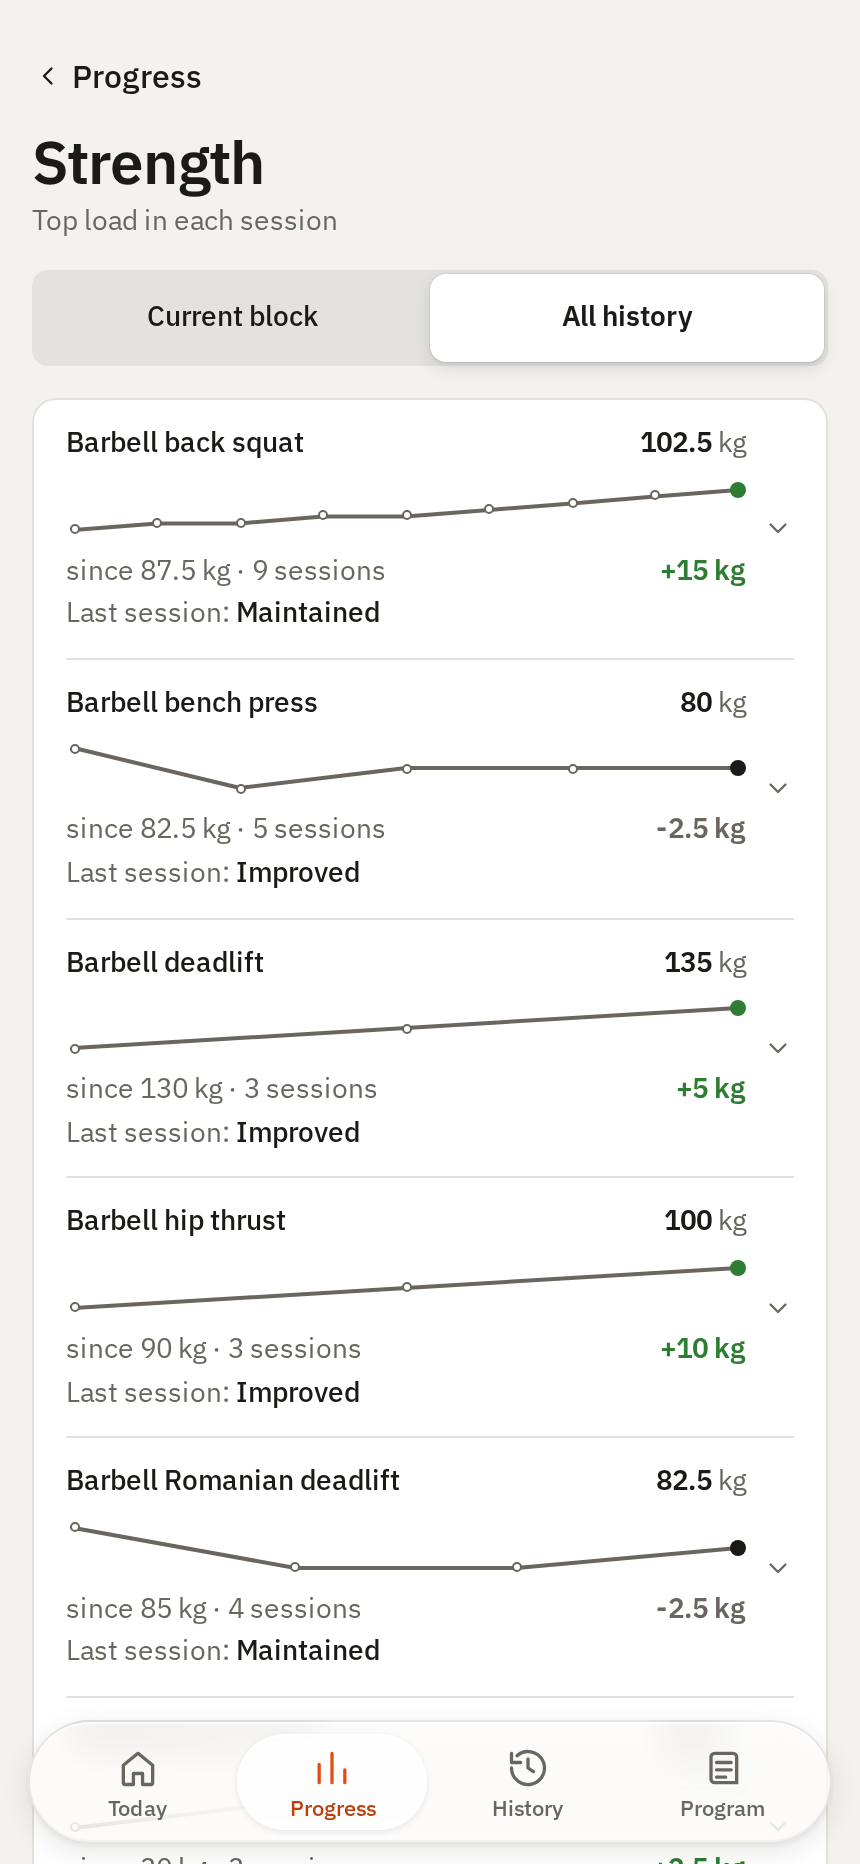 Progress
Strength
Top load in each session
Current block
All history
Barbell back squat
102.5 kg
since 87.5 kg · 9 sessions
+15 kg
Last session: Maintained
Barbell bench press
80 kg
since 82.5 kg · 5 sessions
-2.5 kg
Last session: Improved
Barbell deadlift
135 kg
since 130 kg · 3 sessions
+5 kg
Last session: Improved
Barbell hip thrust
100 kg
since 90 kg · 3 sessions
+10 kg
Last session: Improved
Barbell Romanian deadlift
82.5 kg
since 85 kg · 4 sessions
-2.5 kg
Last session: Maintained
Today
Progress
History
Program